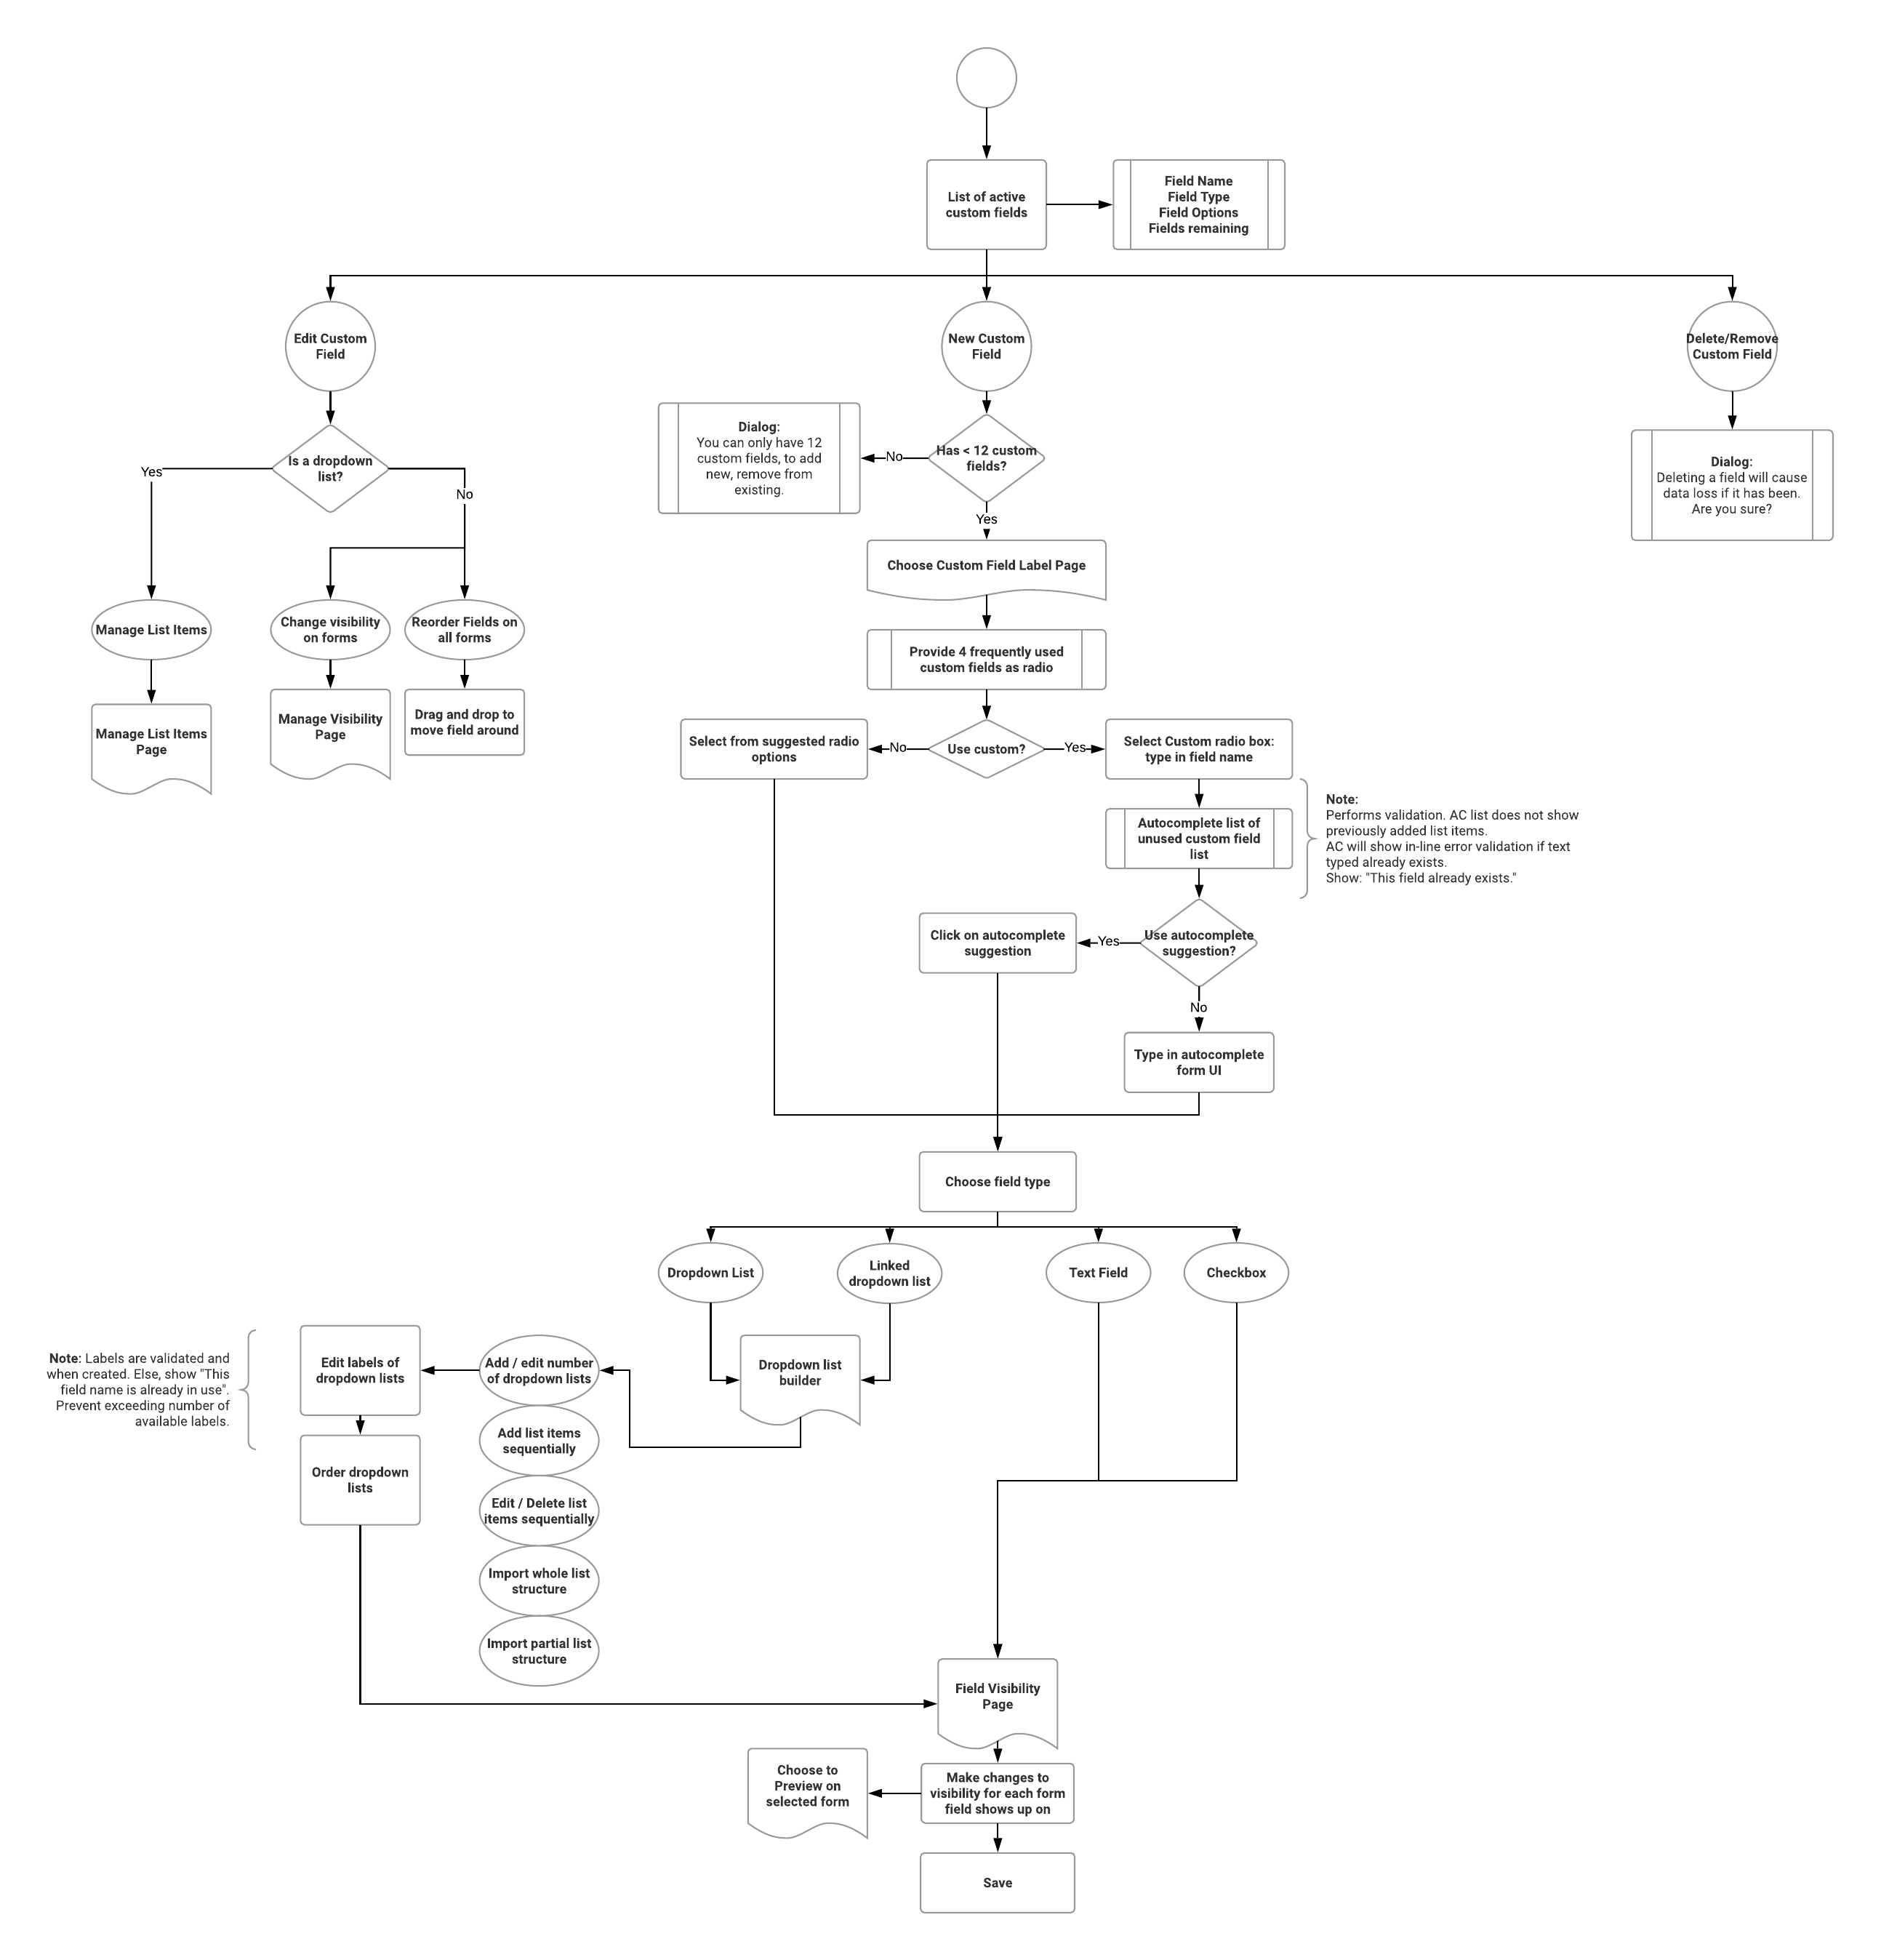 List of active
custom fields
Field Name
Field Type
Field Options
Fields remaining
Edit Custom
Field
New Custom
Field
Delete/Remove
Custom Field
Is a dropdown
list?
Yes
No
Manage List Items
Change visibility
on forms
Reorder Fields on
all forms
Manage List Items
Page
Manage Visibility
Page
Drag and drop to
move field around
Dialog:
You can only have 12
custom fields, to add
new, remove from
existing.
No
Has < 12 custom
fields?
Yes
Dialog:
Deleting a field will cause
data loss if it has been.
Are you sure?
Choose Custom Field Label Page
Provide 4 frequently used
custom fields as radio
Select from suggested radio
options
No
Use custom?
Yes
Select Custom radio box:
type in field name
Autocomplete list of
unused custom field
list
Note:
Performs validation. AC list does not show
previously added list items.
AC will show in-line error validation if text
typed already exists.
Show: "This field already exists."
Click on autocomplete
suggestion
Yes
Use autocomplete
suggestion?
No
Type in autocomplete
form UI
Choose field type
Dropdown List
Linked
dropdown list
Text Field
Checkbox
Note: Labels are validated and
when created. Else, show "This
field name is already in use".
Prevent exceeding number of
available labels.
Edit labels of
dropdown lists
Add / edit number
of dropdown lists
Dropdown list
builder
Add list items
sequentially
Order dropdown
lists
Edit / Delete list
items sequentially
Import whole list
structure
Import partial list
structure
Field Visibility
Page
Choose to
Preview on
selected form
Make changes to
visibility for each form
field shows up on
Save